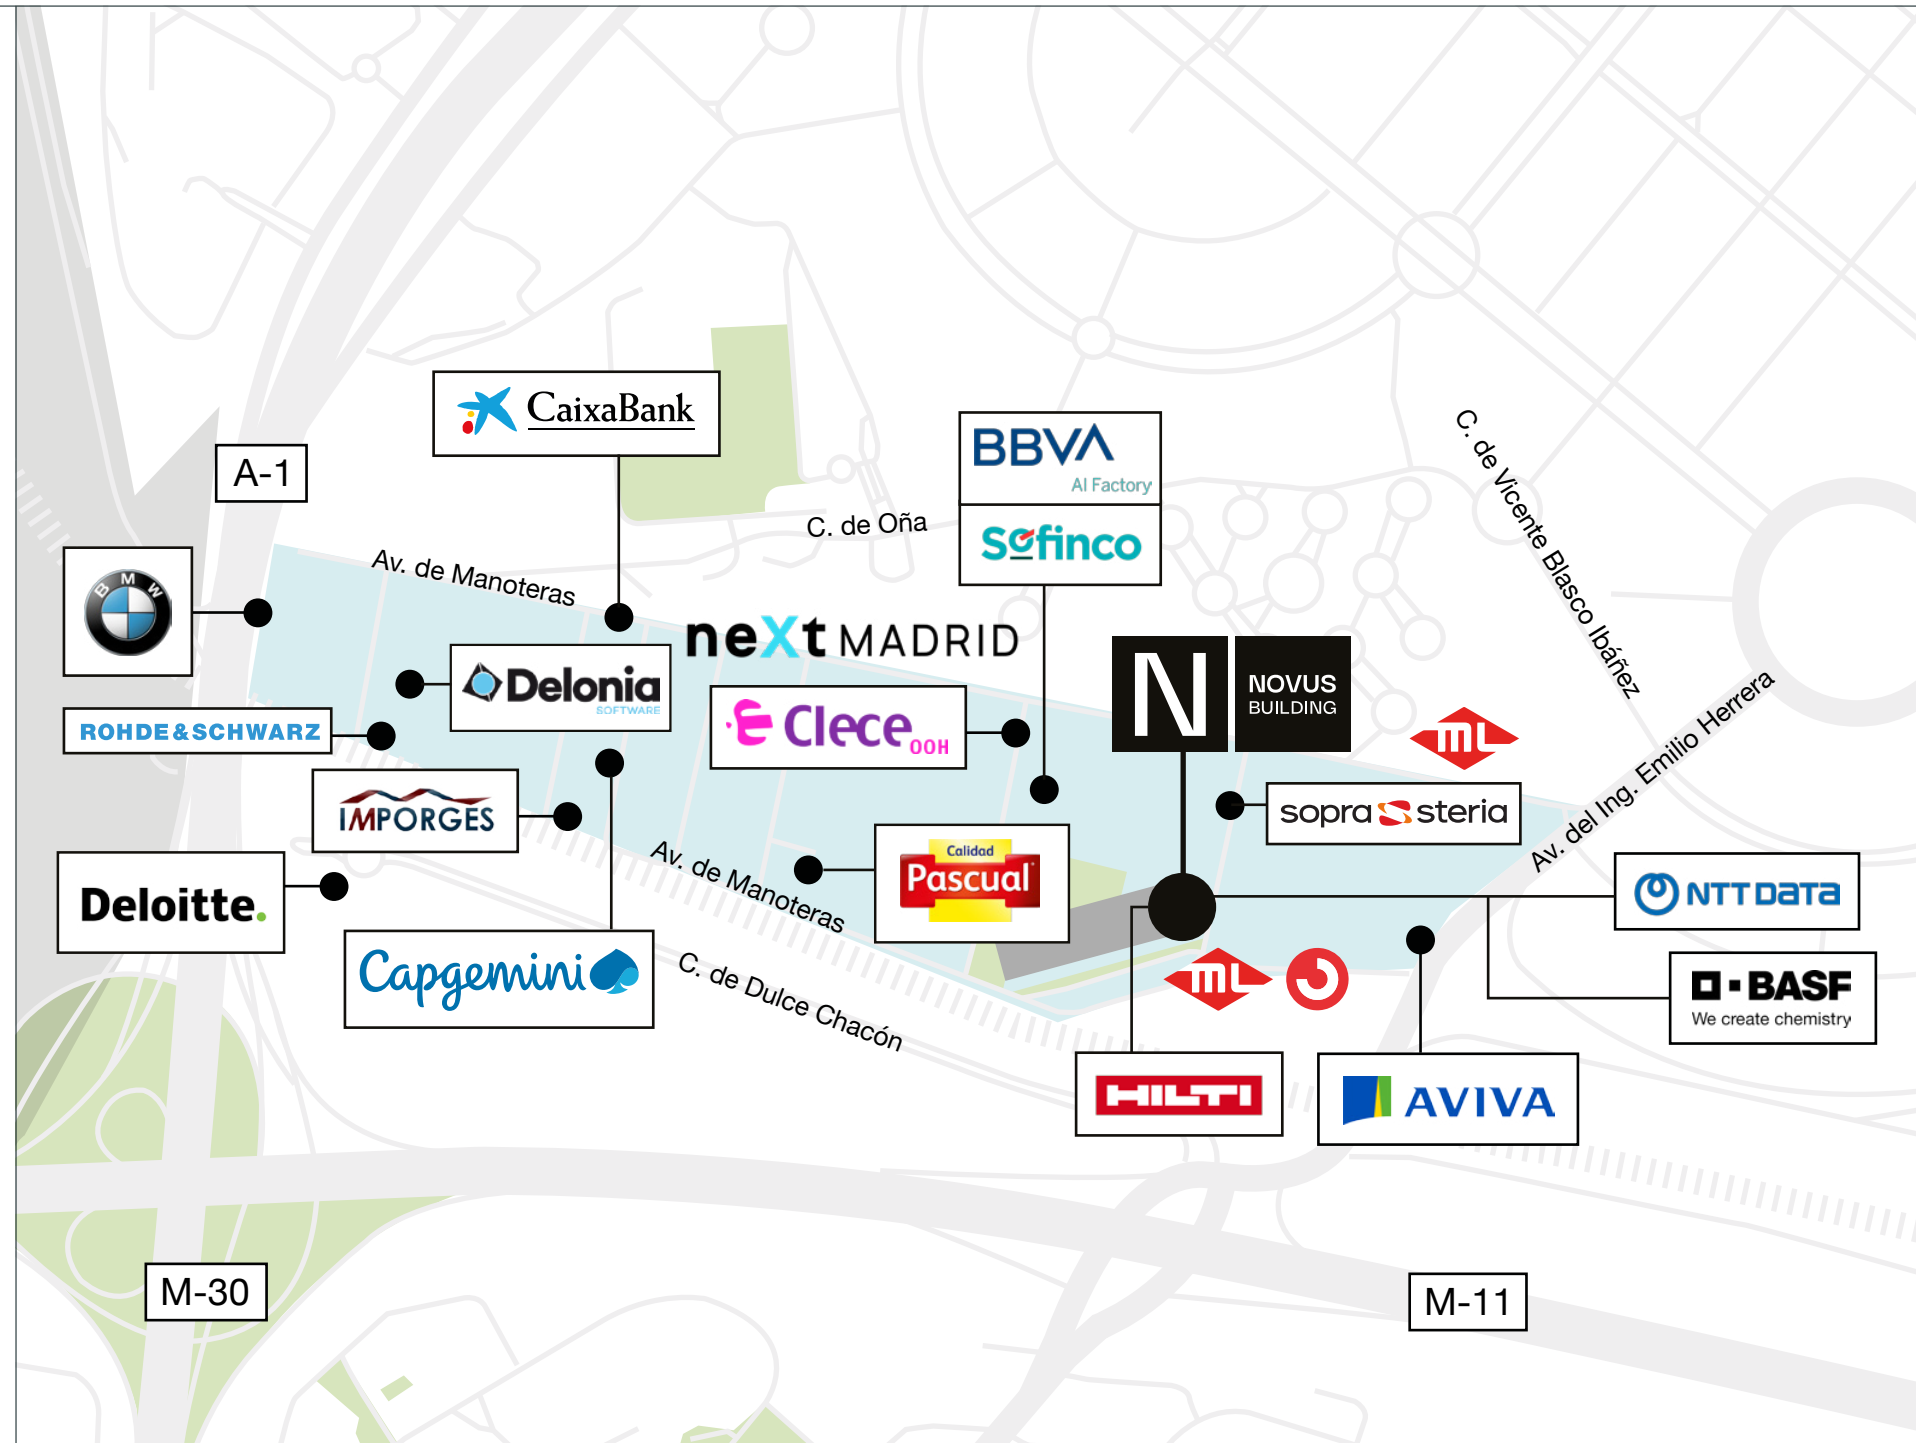 CaixaBank
BBVA
AI Factory
Sofinco
A-1
C. de Oña
C. de Vicente Blasco Ibáñez
Av. de Manoteras
BMW
neXt MADRID
Delonia
SOFTWARE
N
NOVUS
BUILDING
Clece
OOH
ROHDE&SCHWARZ
ML
Av. del Ing. Emilio Herrera
IMPORGES
sopra steria
Calidad
Pascual
Av. de Manoteras
Deloitte.
NTT DATA
Capgemini
C. de Dulce Chacón
ML
BASF
We create chemistry
HILTI
AVIVA
M-30
M-11